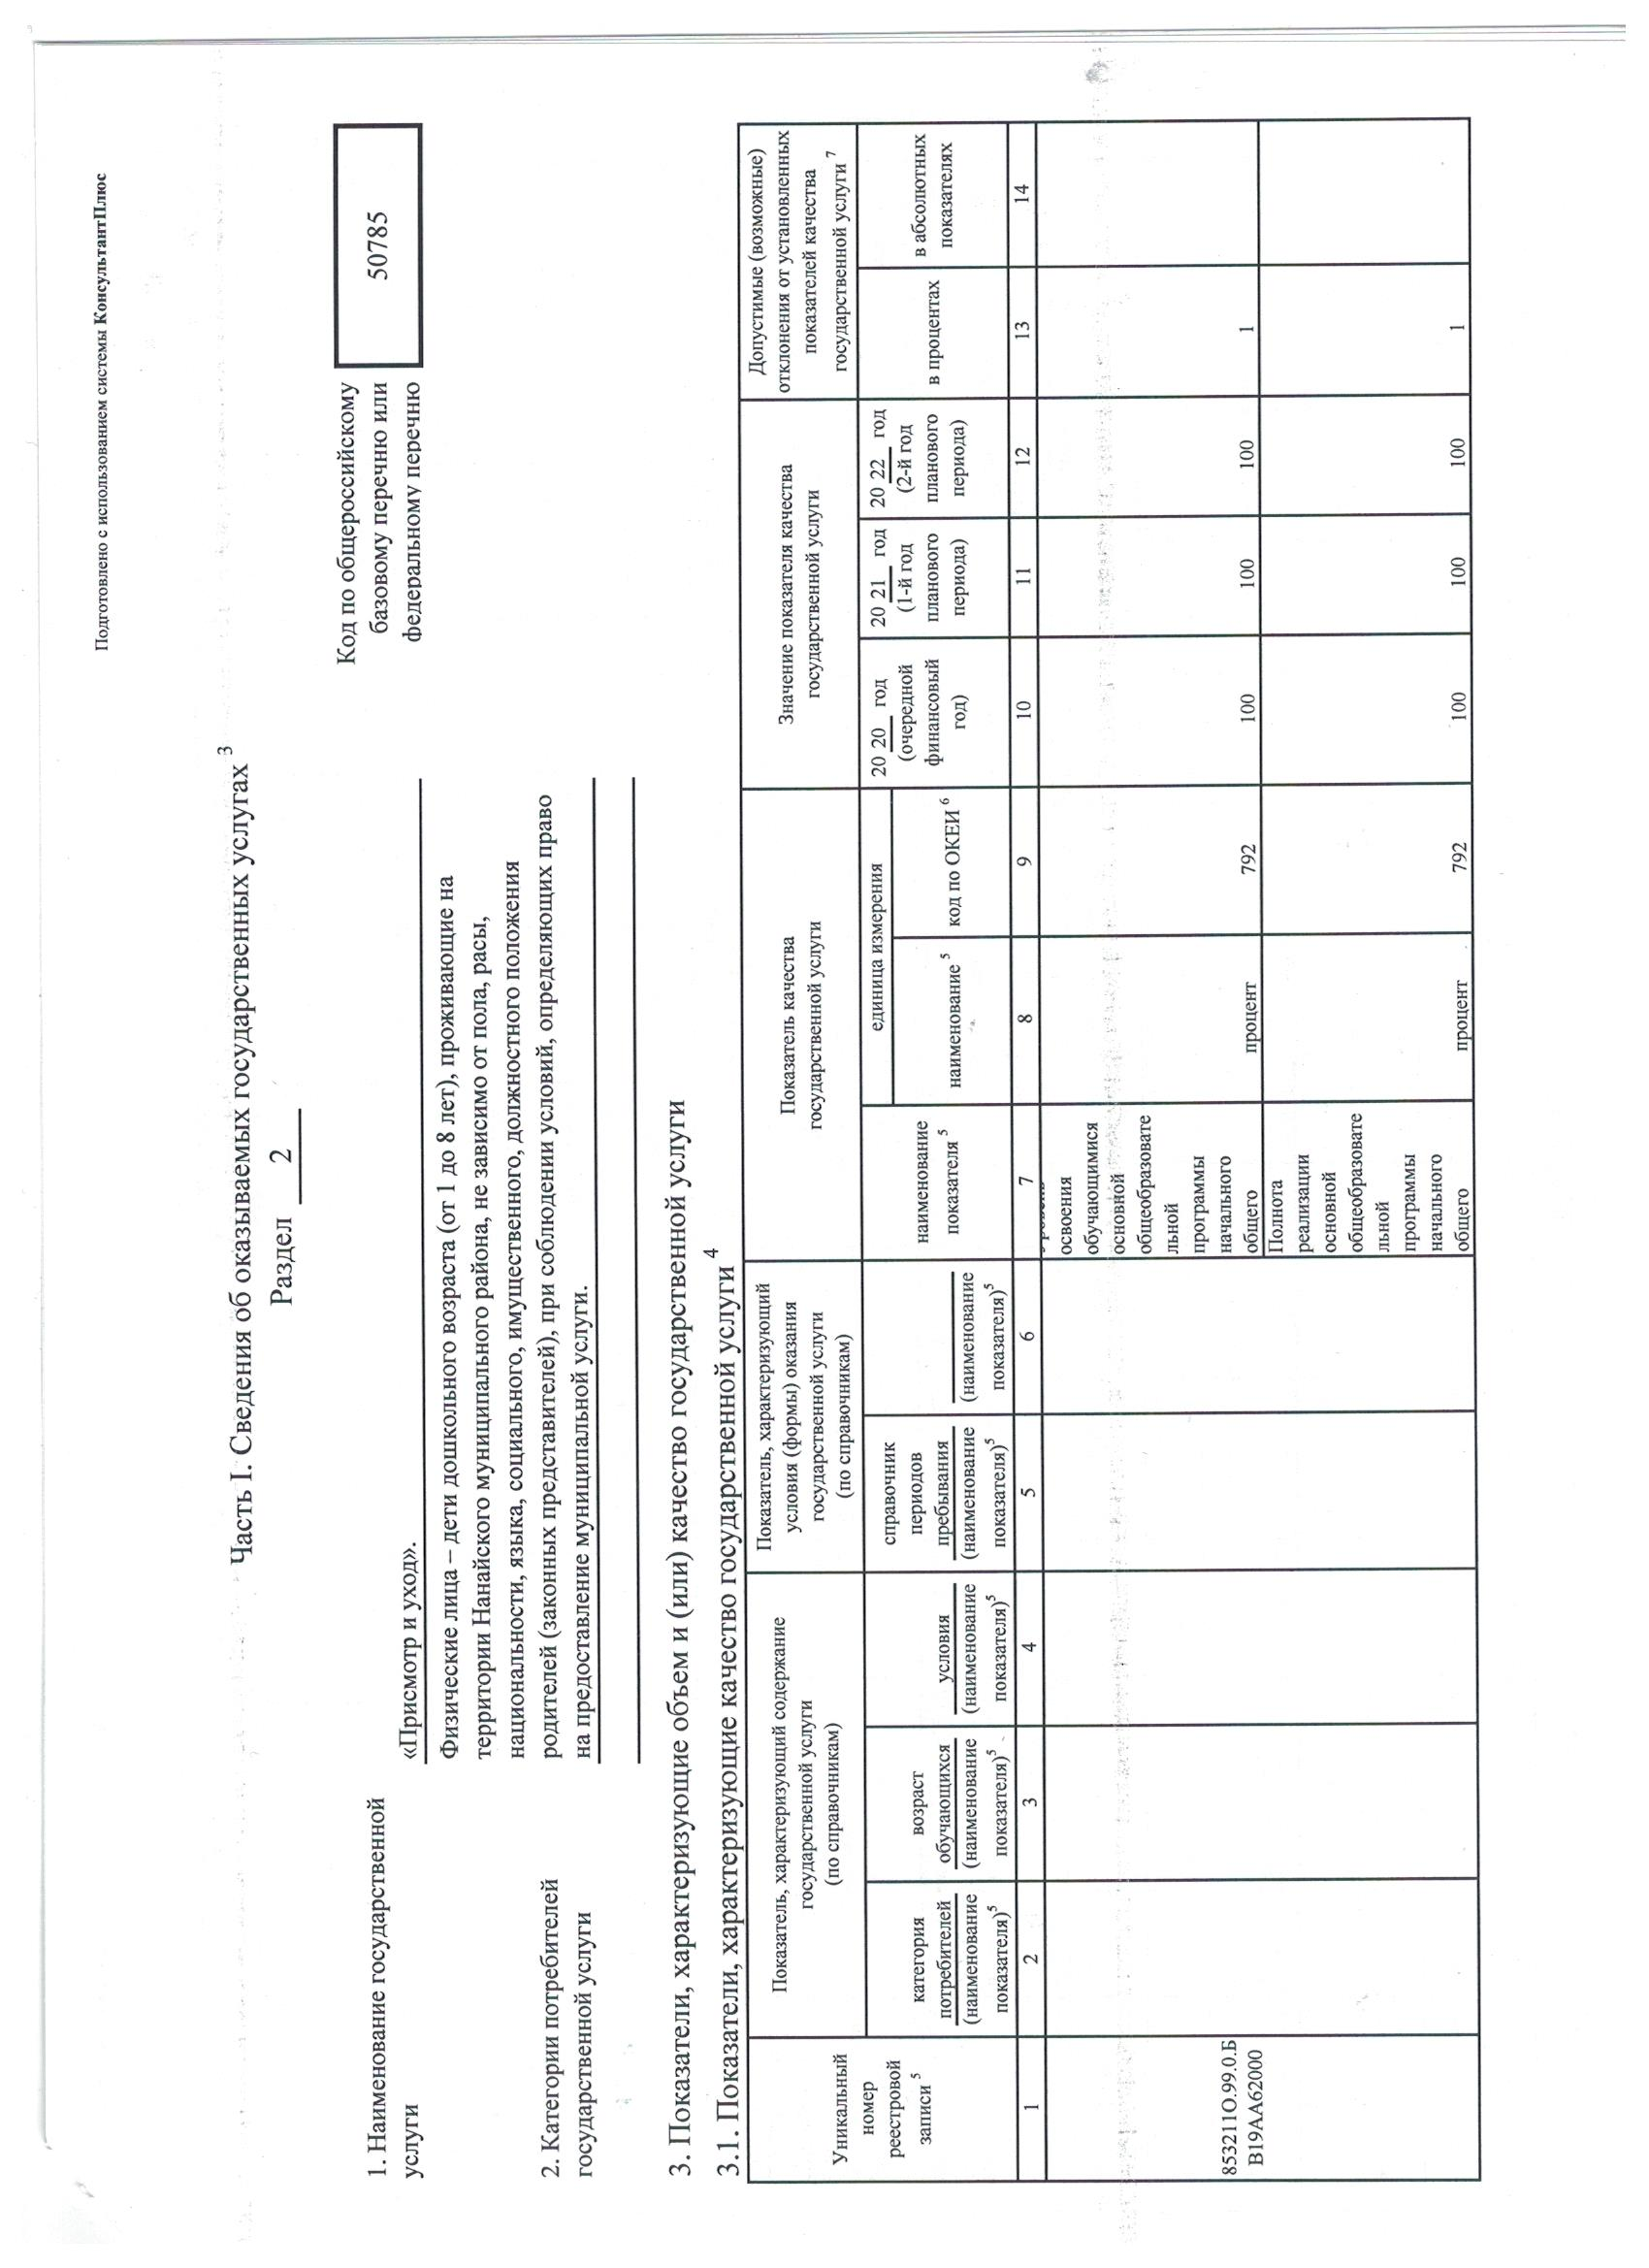 Подготовлено с использованием системы КонсультантПлюс
Часть I. Сведения об оказываемых государственных услугах 3
Раздел 2
Код по общероссийскому
базовому перечню или
федеральному перечню
50785
1. Наименование государственной
услуги
«Присмотр и уход».
2. Категории потребителей
государственной услуги
Физические лица – дети дошкольного возраста (от 1 до 8 лет), проживающие на
территории Нанайского муниципального района, не зависимо от пола, расы,
национальности, языка, социального, имущественного, должностного положения
родителей (законных представителей), при соблюдении условий, определяющих право
на предоставление муниципальной услуги.
3. Показатели, характеризующие объем и (или) качество государственной услуги
3.1. Показатели, характеризующие качество государственной услуги 4
Уникальный
номер
реестровой
записи 5
Показатель, характеризующий содержание
государственной услуги
(по справочникам)
Показатель, характеризующий
условия (формы) оказания
государственной услуги
(по справочникам)
Показатель качества
государственной услуги
Значение показателя качества
государственной услуги
Допустимые (возможные)
отклонения от установленных
показателей качества
государственной услуги 7
категория
потребителей
(наименование
показателя)5
возраст
обучающихся
(наименование
показателя)5
условия
(наименование
показателя)5
справочник
периодов
пребывания
(наименование
показателя)5
(наименование
показателя)5
наименование
показателя 5
единица измерения
наименование 5
код по ОКЕИ 6
20 20 год
(очередной
финансовый
год)
20 21 год
(1-й год
планового
периода)
20 22 год
(2-й год
планового
периода)
в процентах
в абсолютных
показателях
1 2 3 4 5 6 7 8 9 10 11 12 13 14
853211О.99.0.Б
В19АА62000
освоения
обучающимися
основной
общеобразовате
льной
программы
начального
общего
процент 792 100 100 100 1
Полнота
реализации
основной
общеобразовате
льной
программы
начального
общего
процент 792 100 100 100 1